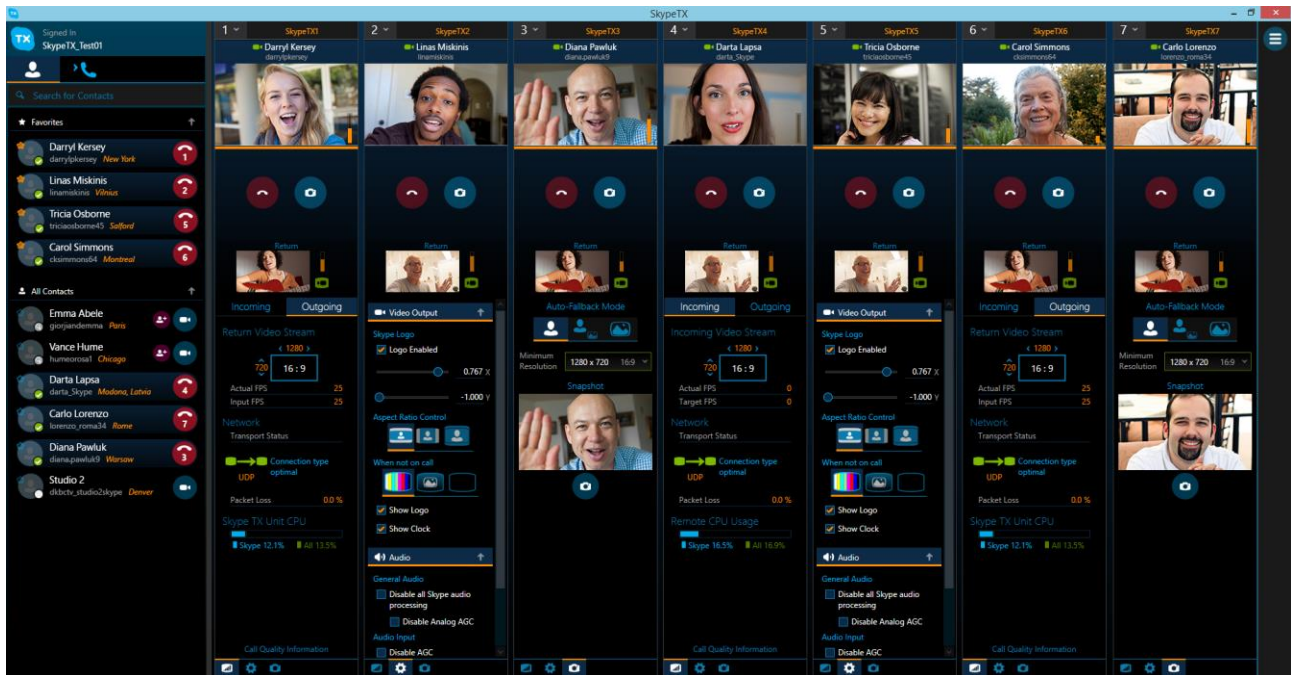 SkypeTX
TX
Signed In
SkypeTX_Test01
Search for Contacts
Favorites
Darryl Kersey
darrylpkersey New York
1
Linas Miskinis
linamiskinis Vilnius
2
Tricia Osborne
triciaosborne45 Salford
5
Carol Simmons
cksimmons64 Montreal
6
All Contacts
Emma Abele
giorjiandemma Paris
Vance Hume
humeorosa1 Chicago
Darta Lapsa
darta_Skype Madona, Latvia
4
Carlo Lorenzo
lorenzo_roma34 Rome
7
Diana Pawluk
diana.pawluk9 Warsaw
3
Studio 2
dkbctv_studio2skype Denver
1 SkypeTX1
Darryl Kersey
darrylpkersey
Return
Incoming Outgoing
Return Video Stream
1280
720 16 : 9
Actual FPS 25
Input FPS 25
Network
Transport Status
Connection type
optimal
UDP
Packet Loss 0.0 %
Skype TX Unit CPU
Skype 12.1% All 13.5%
Call Quality Information
2 SkypeTX2
Linas Miskinis
linamiskinis
Return
Video Output
Skype Logo
Logo Enabled
0.767 X
-1.000 Y
Aspect Ratio Control
When not on call
Show Logo
Show Clock
Audio
General Audio
Disable all Skype audio
processing
Disable Analog AGC
Audio Input
Disable AGC
3 SkypeTX3
Diana Pawluk
diana.pawluk9
Return
Auto-Fallback Mode
Minimum
Resolution 1280 x 720 16:9
Snapshot
4 SkypeTX4
Darta Lapsa
darta_Skype
Return
Incoming Outgoing
Incoming Video Stream
1280
720 16 : 9
Actual FPS 0
Target FPS 0
Network
Transport Status
Connection type
optimal
UDP
Packet Loss 0.0 %
Remote CPU Usage
Skype 16.5% All 16.9%
Call Quality Information
5 SkypeTX5
Tricia Osborne
triciaosborne45
Return
Video Output
Skype Logo
Logo Enabled
0.767 X
-1.000 Y
Aspect Ratio Control
When not on call
Show Logo
Show Clock
Audio
General Audio
Disable all Skype audio
processing
Disable Analog AGC
Audio Input
Disable AGC
6 SkypeTX6
Carol Simmons
cksimmons64
Return
Incoming Outgoing
Return Video Stream
1280
720 16 : 9
Actual FPS 25
Input FPS 25
Network
Transport Status
Connection type
optimal
UDP
Packet Loss 0.0 %
Skype TX Unit CPU
Skype 12.1% All 13.5%
Call Quality Information
7 SkypeTX7
Carlo Lorenzo
lorenzo_roma34
Return
Auto-Fallback Mode
Minimum
Resolution 1280 x 720 16:9
Snapshot